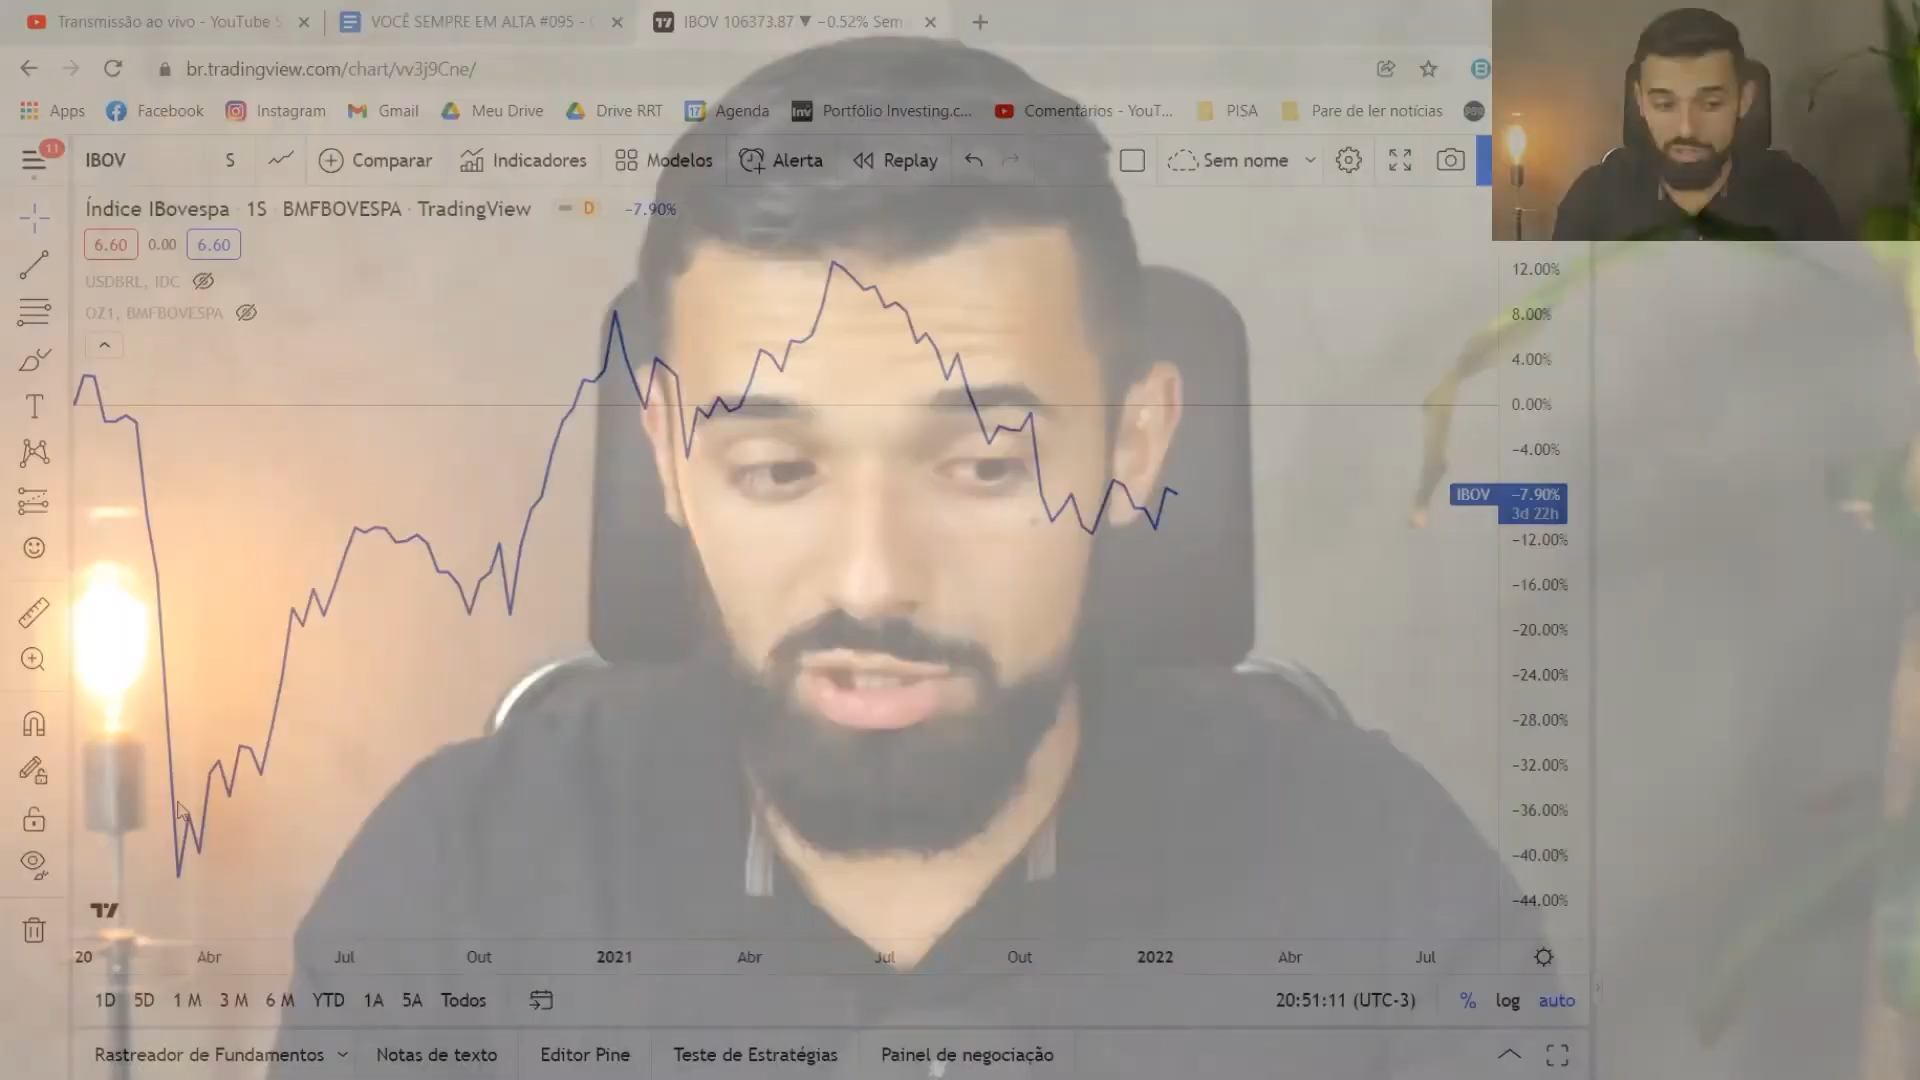 Transmissão ao vivo - YouTube S
VOCÊ SEMPRE EM ALTA #095 -
IBOV 106373.87 ▼ −0.52% Sem
br.tradingview.com/chart/vv3j9Cne/
Apps
Facebook
Instagram
Gmail
Meu Drive
Drive RRT
17
Agenda
Inv
Portfólio Investing.c...
Comentários - YouT...
PISA
Pare de ler notícias
11
IBOV
S
Comparar
Indicadores
Modelos
Alerta
Replay
Sem nome
Índice IBovespa · 1S · BMFBOVESPA · TradingView
D
−7.90%
6.60
0.00
6.60
USDBRL, IDC
OZ1, BMFBOVESPA
12.00%
8.00%
4.00%
0.00%
−4.00%
IBOV −7.90%
3d 22h
−12.00%
−16.00%
−20.00%
−24.00%
−28.00%
−32.00%
−36.00%
−40.00%
−44.00%
20 Abr Jul Out 2021 Abr Jul Out 2022 Abr Jul
1D 5D 1 M 3 M 6 M YTD 1A 5A Todos
20:51:11 (UTC-3)
% log auto
Rastreador de Fundamentos
Notas de texto
Editor Pine
Teste de Estratégias
Painel de negociação